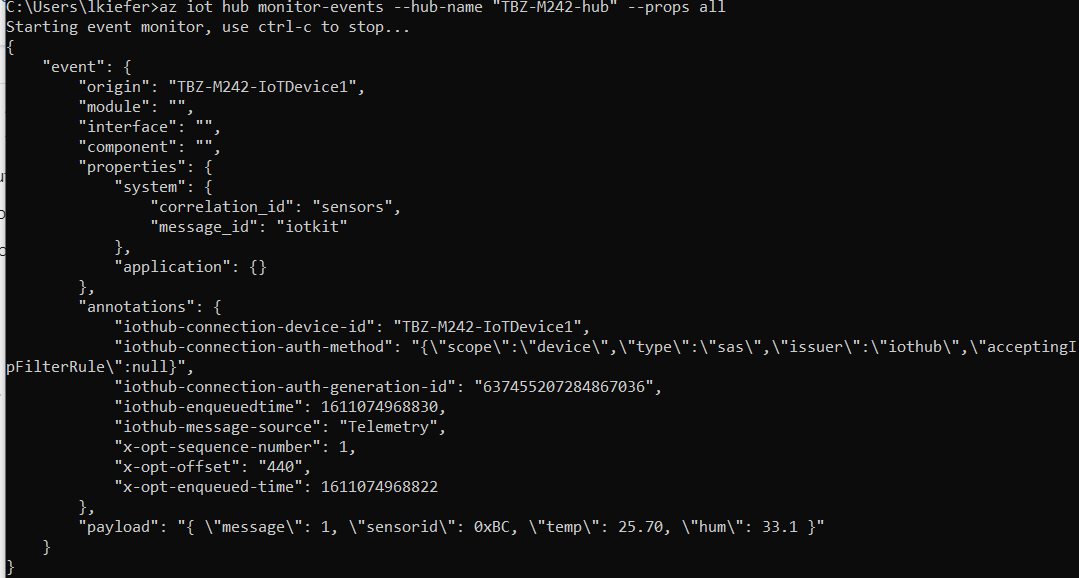 C:\Users\lkiefer>az iot hub monitor-events --hub-name "TBZ-M242-hub" --props all
Starting event monitor, use ctrl-c to stop...
{
    "event": {
        "origin": "TBZ-M242-IoTDevice1",
        "module": "",
        "interface": "",
        "component": "",
        "properties": {
            "system": {
                "correlation_id": "sensors",
                "message_id": "iotkit"
            },
            "application": {}
        },
        "annotations": {
            "iothub-connection-device-id": "TBZ-M242-IoTDevice1",
            "iothub-connection-auth-method": "{\"scope\":\"device\",\"type\":\"sas\",\"issuer\":\"iothub\",\"acceptingI
pFilterRule\":null}",
            "iothub-connection-auth-generation-id": "637455207284867036",
            "iothub-enqueuedtime": 1611074968830,
            "iothub-message-source": "Telemetry",
            "x-opt-sequence-number": 1,
            "x-opt-offset": "440",
            "x-opt-enqueued-time": 1611074968822
        },
        "payload": "{ \"message\": 1, \"sensorid\": 0xBC, \"temp\": 25.70, \"hum\": 33.1 }"
    }
}